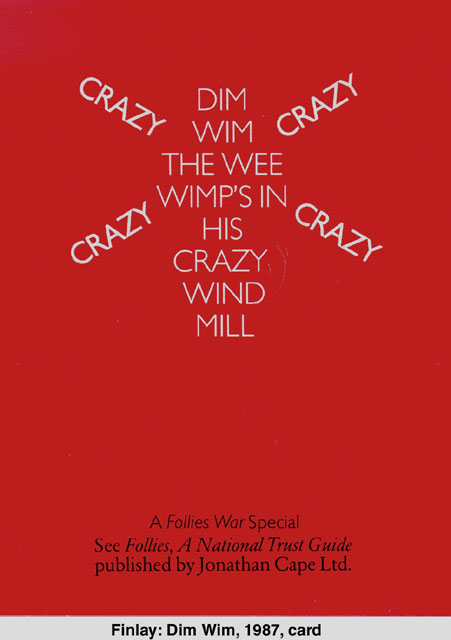 CRAZY
CRAZY
DIM
WIM
THE WEE
WIMP'S IN
HIS
CRAZY
WIND
MILL
CRAZY
CRAZY
A Follies War Special
See Follies, A National Trust Guide
published by Jonathan Cape Ltd.
Finlay: Dim Wim, 1987, card